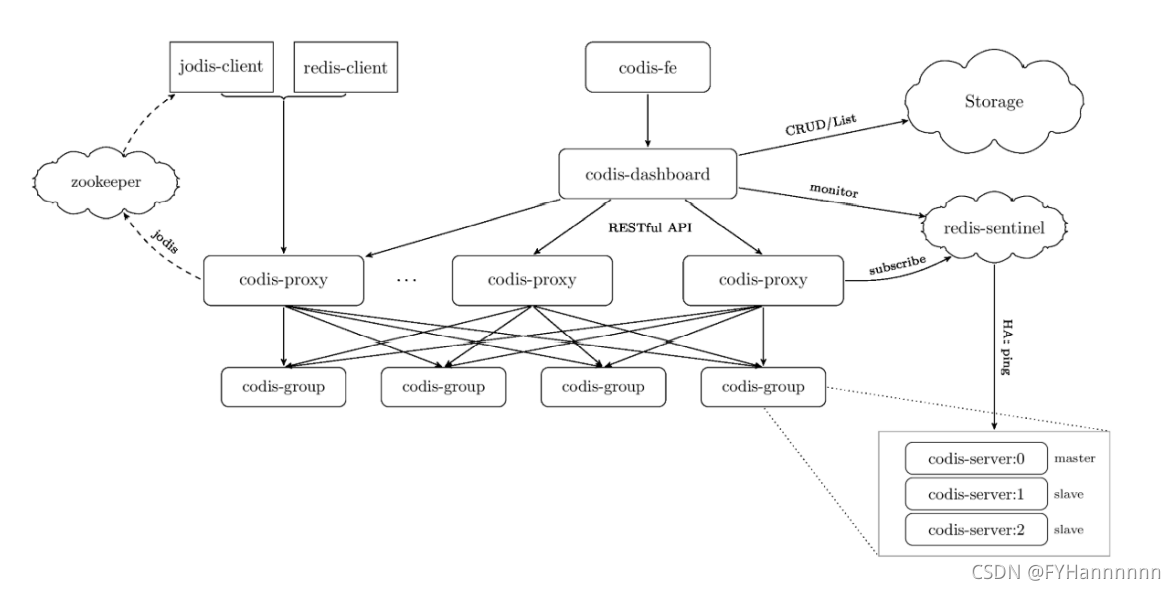 jodis-client
redis-client
codis-fe
Storage
CRUD/List
zookeeper
codis-dashboard
monitor
redis-sentinel
RESTful API
jodis
subscribe
codis-proxy
...
codis-proxy
codis-proxy
HA: ping
codis-group
codis-group
codis-group
codis-group
codis-server:0 master
codis-server:1 slave
codis-server:2 slave
CSDN @FYHannnnnn